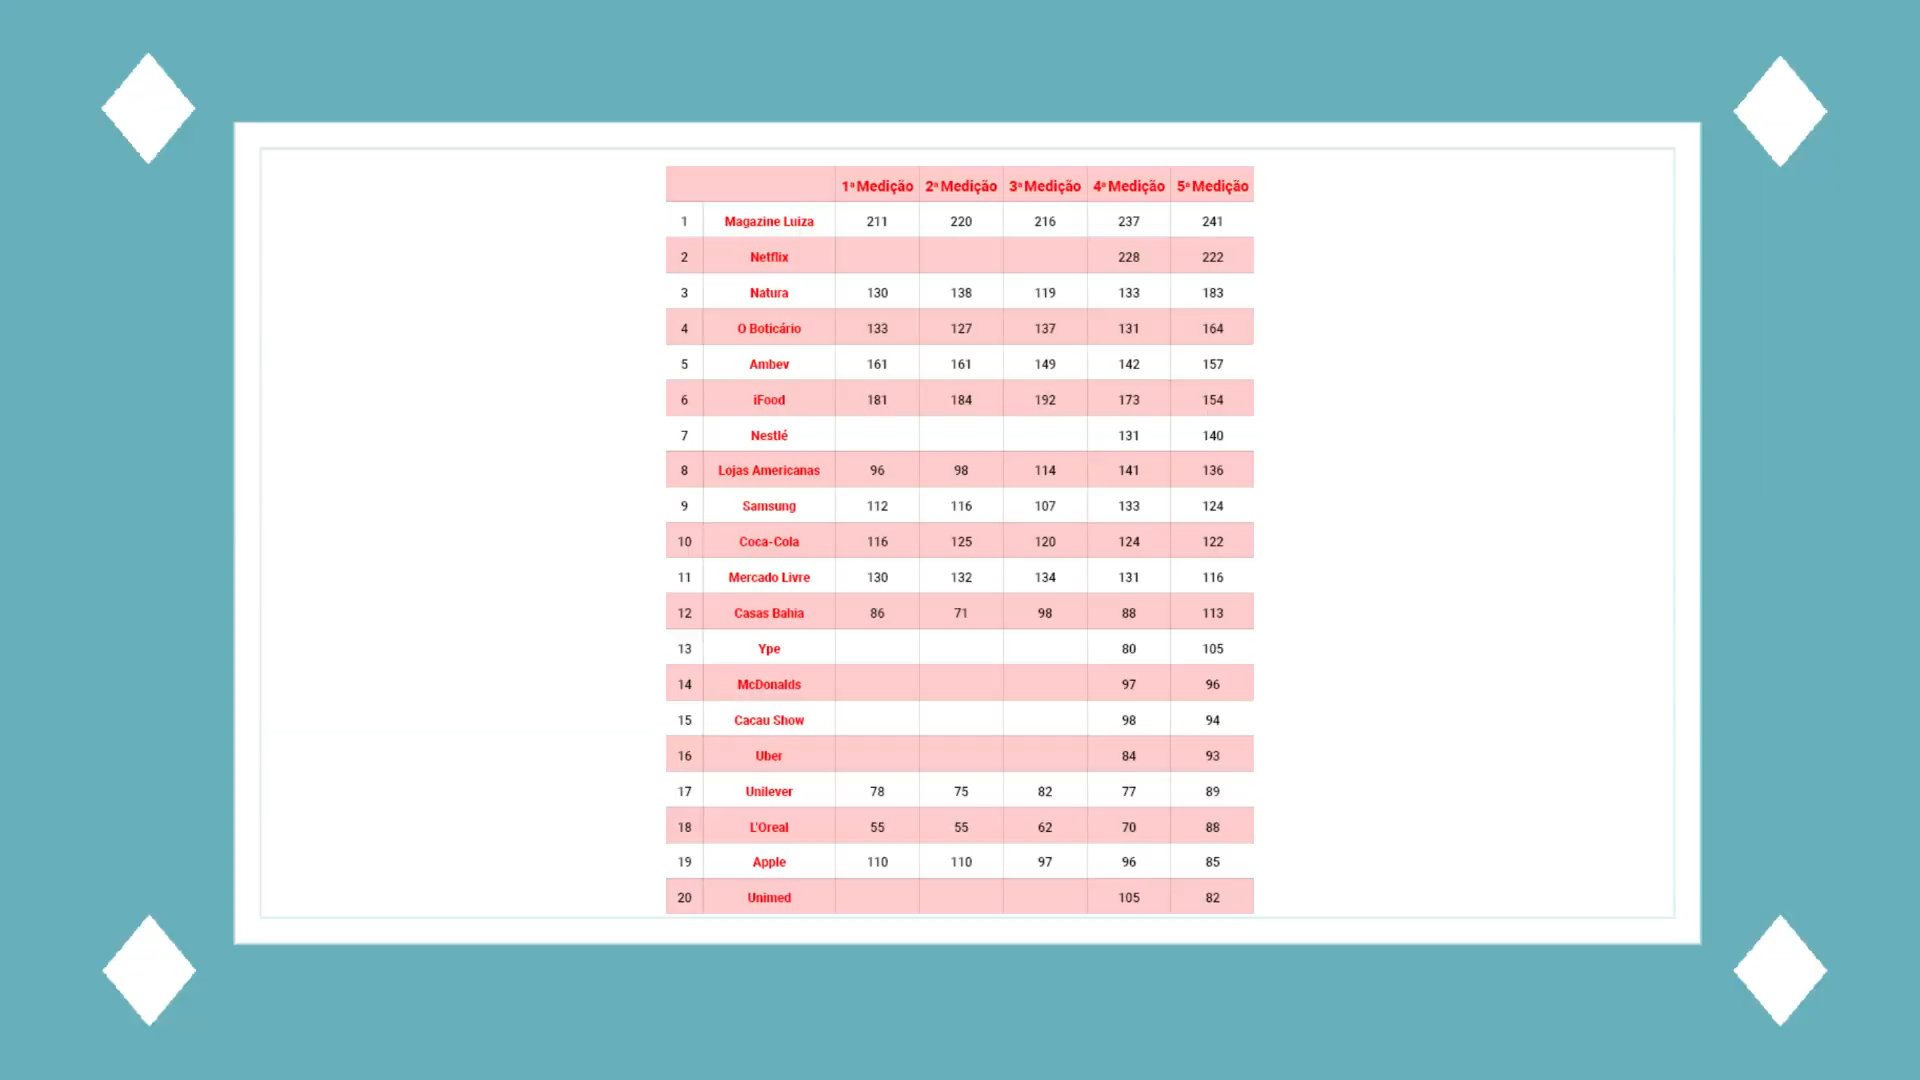 1ª Medição 2ª Medição 3ª Medição 4ª Medição 5ª Medição
1 Magazine Luiza 211 220 216 237 241
2 Netflix 228 222
3 Natura 130 138 119 133 183
4 O Boticário 133 127 137 131 164
5 Ambev 161 161 149 142 157
6 iFood 181 184 192 173 154
7 Nestlé 131 140
8 Lojas Americanas 96 98 114 141 136
9 Samsung 112 116 107 133 124
10 Coca-Cola 116 125 120 124 122
11 Mercado Livre 130 132 134 131 116
12 Casas Bahia 86 71 98 88 113
13 Ype 80 105
14 McDonalds 97 96
15 Cacau Show 98 94
16 Uber 84 93
17 Unilever 78 75 82 77 89
18 L'Oreal 55 55 62 70 88
19 Apple 110 110 97 96 85
20 Unimed 105 82